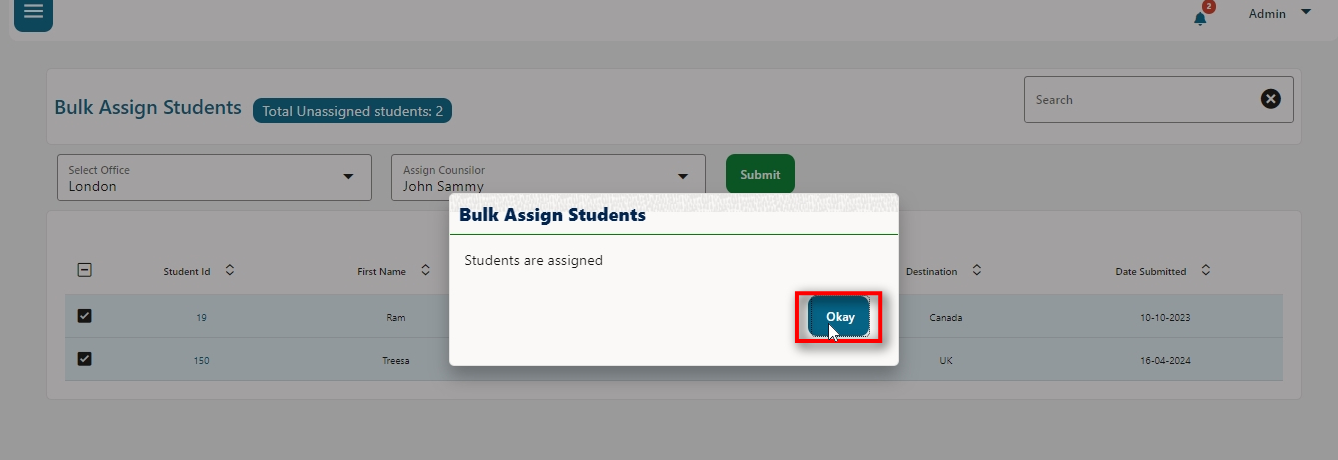 2
Admin
Bulk Assign Students
Total Unassigned students: 2
Search
Select Office
London
Assign Counsilor
John Sammy
Submit
Bulk Assign Students
Students are assigned
Okay
Student Id First Name Destination Date Submitted
19 Ram Canada 10-10-2023
150 Treesa UK 16-04-2024